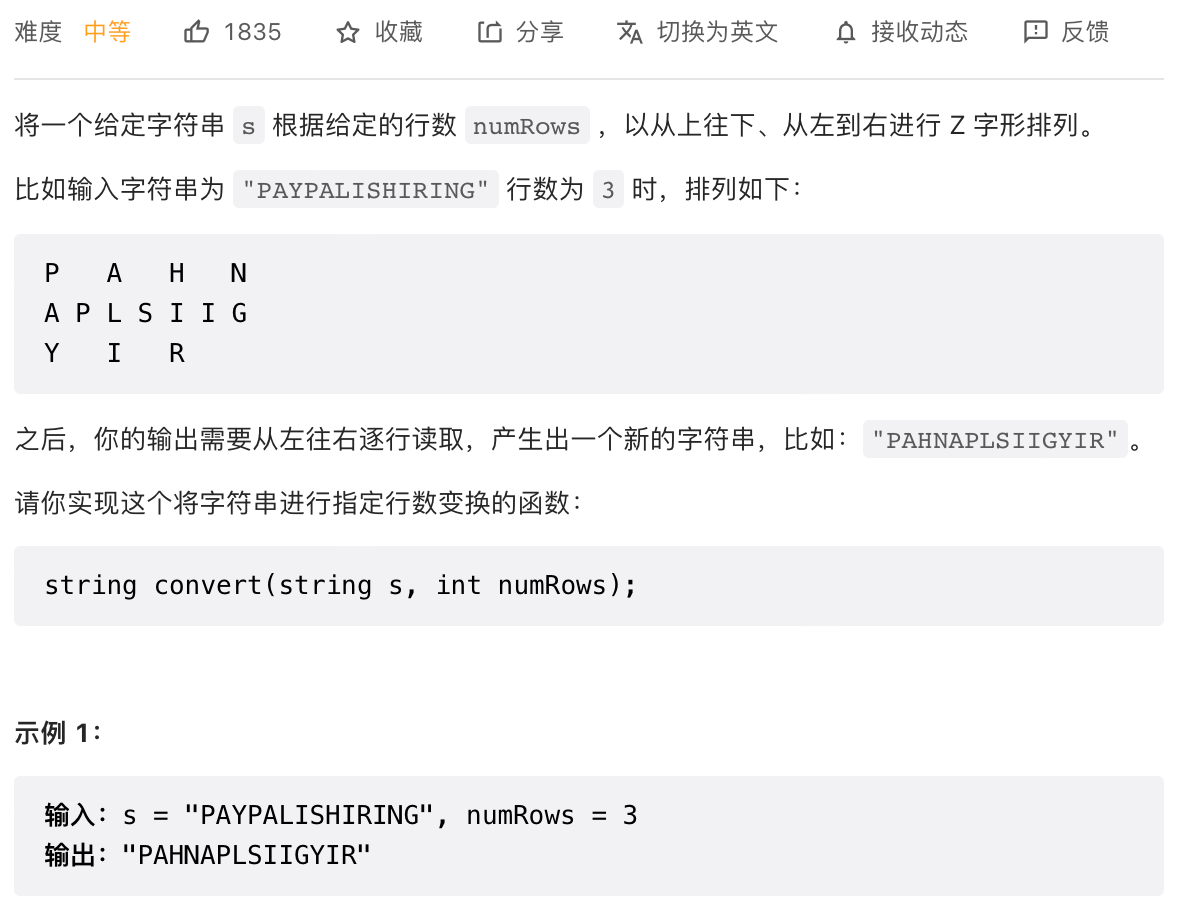 难度 中等 1835 收藏 分享 切换为英文 接收动态 反馈
将一个给定字符串 s 根据给定的行数 numRows ，以从上往下、从左到右进行 Z 字形排列。
比如输入字符串为 "PAYPALISHIRING" 行数为 3 时，排列如下：
P   A   H   N
A P L S I I G
Y   I   R
之后，你的输出需要从左往右逐行读取，产生出一个新的字符串，比如："PAHNAPLSIIGYIR"。
请你实现这个将字符串进行指定行数变换的函数：
string convert(string s, int numRows);
示例 1：
输入：s = "PAYPALISHIRING", numRows = 3
输出："PAHNAPLSIIGYIR"